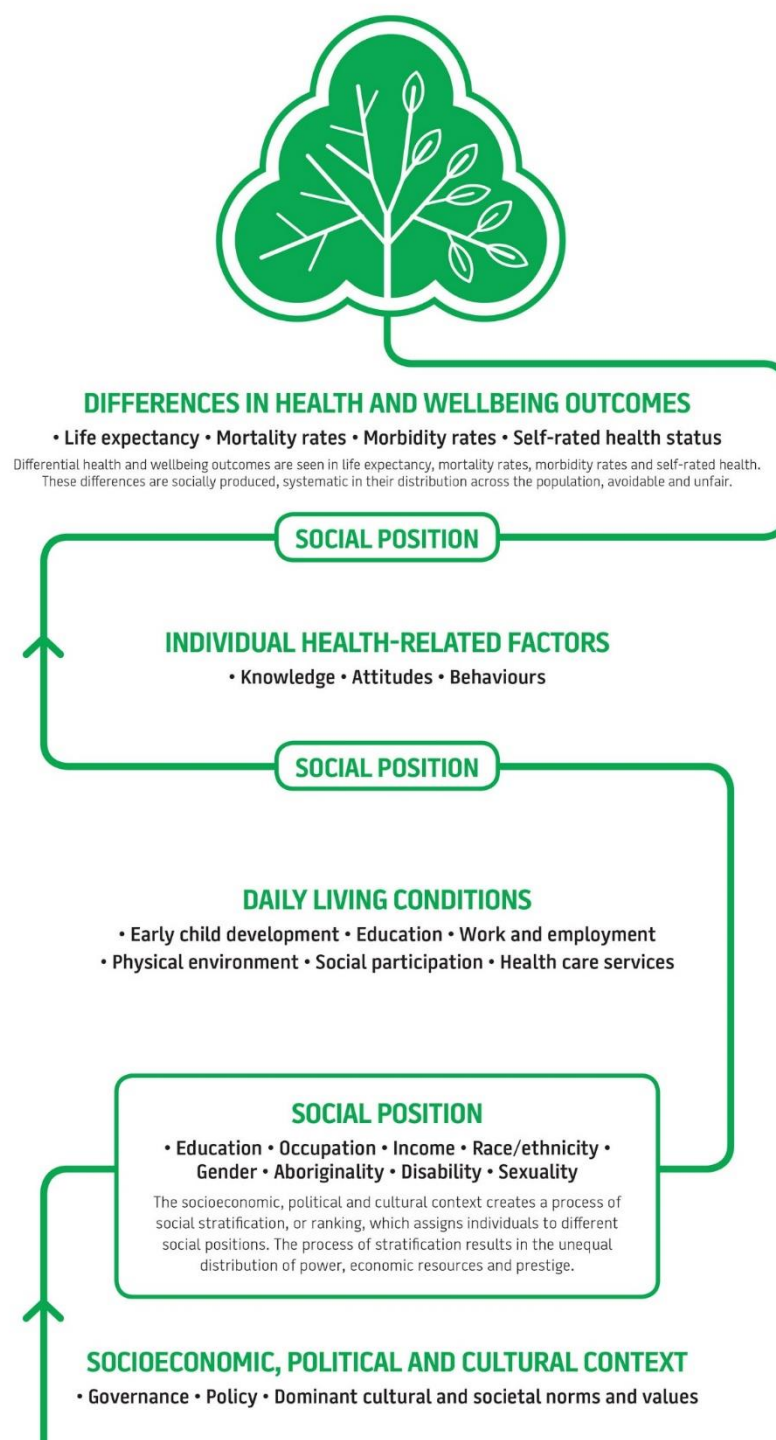 DIFFERENCES IN HEALTH AND WELLBEING OUTCOMES
• Life expectancy • Mortality rates • Morbidity rates • Self-rated health status
Differential health and wellbeing outcomes are seen in life expectancy, mortality rates, morbidity rates and self-rated health.
These differences are socially produced, systematic in their distribution across the population, avoidable and unfair.
SOCIAL POSITION
INDIVIDUAL HEALTH-RELATED FACTORS
• Knowledge • Attitudes • Behaviours
SOCIAL POSITION
DAILY LIVING CONDITIONS
• Early child development • Education • Work and employment
• Physical environment • Social participation • Health care services
SOCIAL POSITION
• Education • Occupation • Income • Race/ethnicity •
Gender • Aboriginality • Disability • Sexuality
The socioeconomic, political and cultural context creates a process of
social stratification, or ranking, which assigns individuals to different
social positions. The process of stratification results in the unequal
distribution of power, economic resources and prestige.
SOCIOECONOMIC, POLITICAL AND CULTURAL CONTEXT
• Governance • Policy • Dominant cultural and societal norms and values